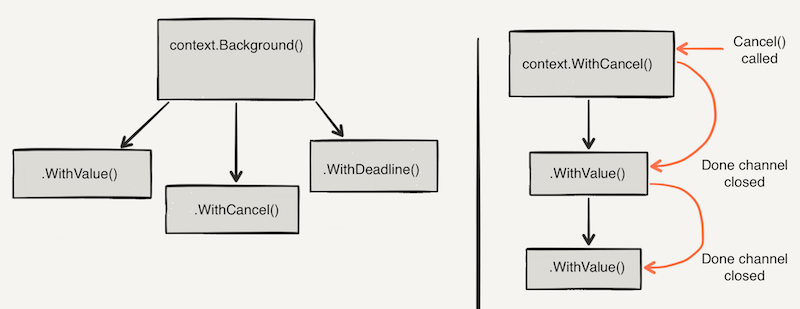 context.Background()
.WithValue()
.WithCancel()
.WithDeadline()
context.WithCancel()
Cancel()
called
.WithValue()
Done channel
closed
.WithValue()
Done channel
closed